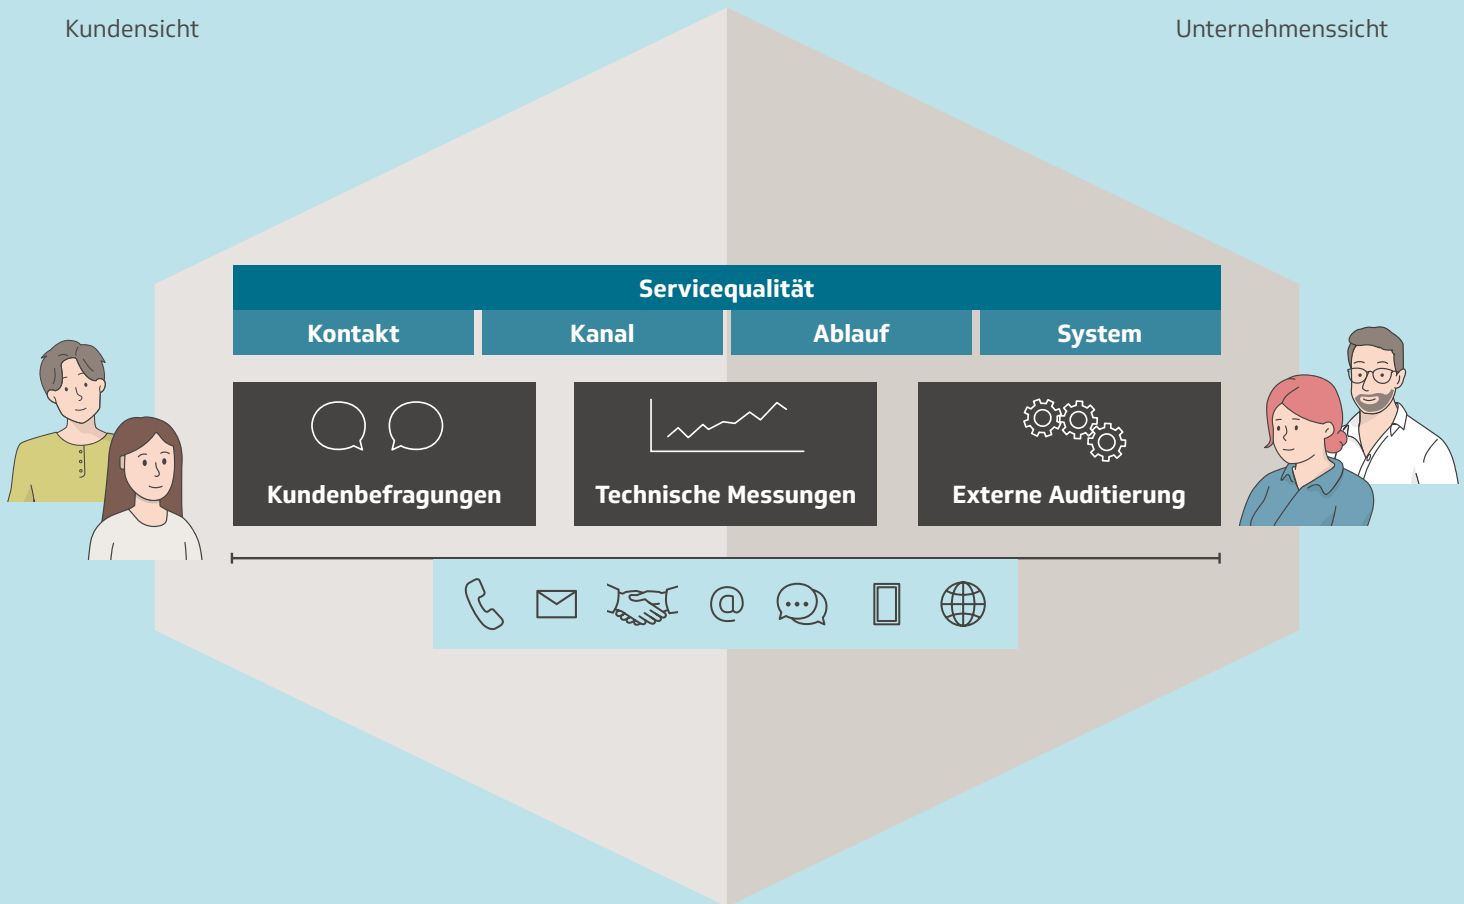 Kundensicht
Unternehmenssicht
Servicequalität
Kontakt
Kanal
Ablauf
System
Kundenbefragungen
Technische Messungen
Externe Auditierung
@